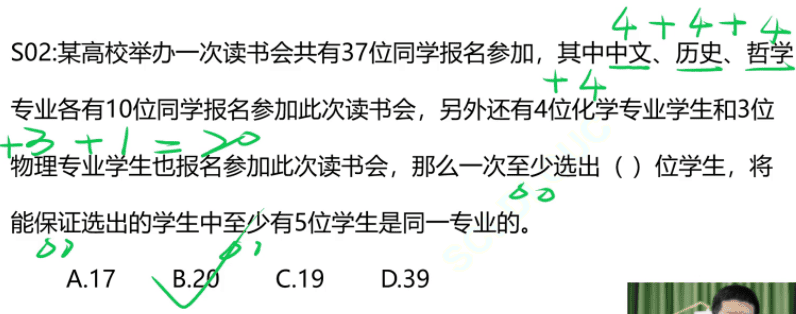 4 + 4 + 4
S02:某高校举办一次读书会共有37位同学报名参加，其中中文、历史、哲学
+ 4
专业各有10位同学报名参加此次读书会，另外还有4位化学专业学生和3位
+3 + 1 = 20
物理专业学生也报名参加此次读书会，那么一次至少选出（ ）位学生，将
能保证选出的学生中至少有5位学生是同一专业的。
A.17 B.20 C.19 D.39